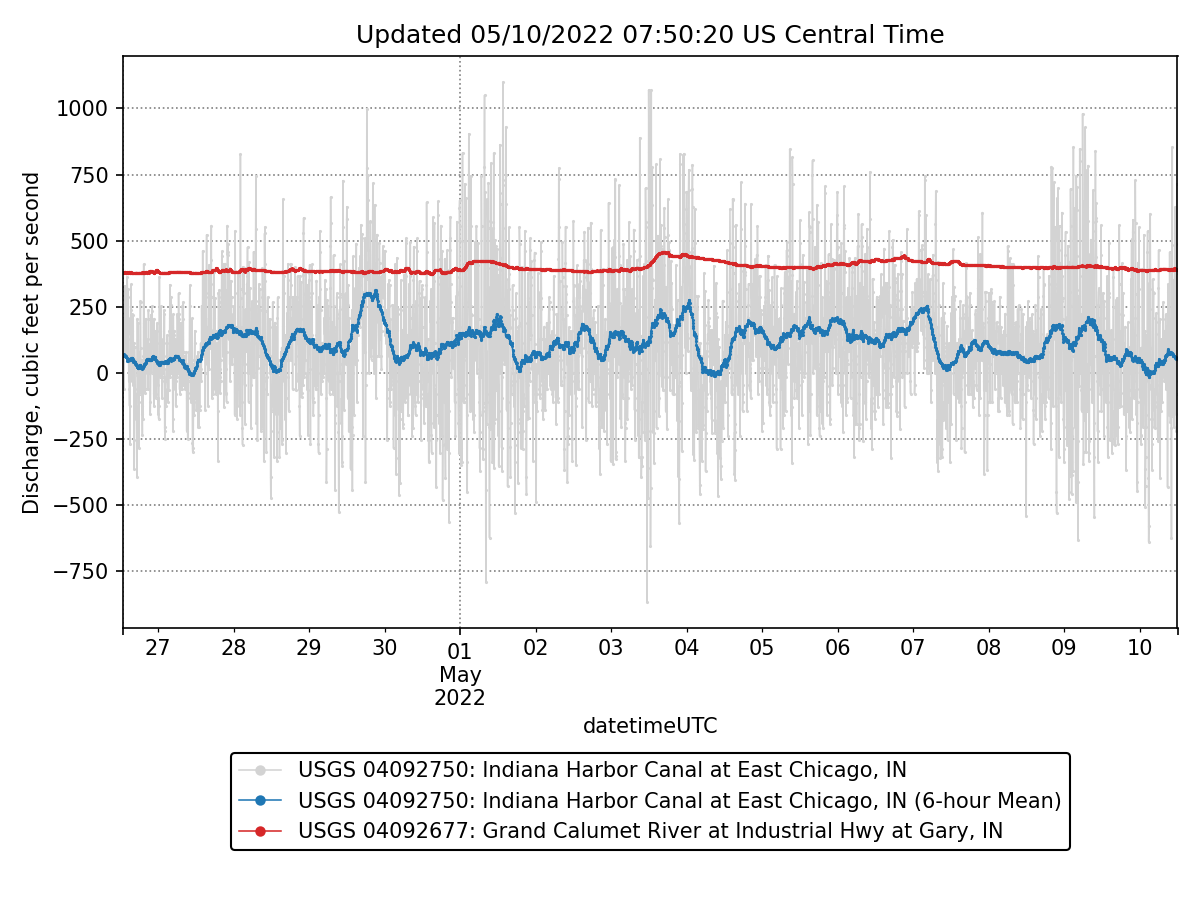 Updated 05/10/2022 07:50:20 US Central Time
Discharge, cubic feet per second
1000
750
500
250
0
−250
−500
−750
27 28 29 30 01 02 03 04 05 06 07 08 09 10
May
2022
datetimeUTC
USGS 04092750: Indiana Harbor Canal at East Chicago, IN
USGS 04092750: Indiana Harbor Canal at East Chicago, IN (6-hour Mean)
USGS 04092677: Grand Calumet River at Industrial Hwy at Gary, IN